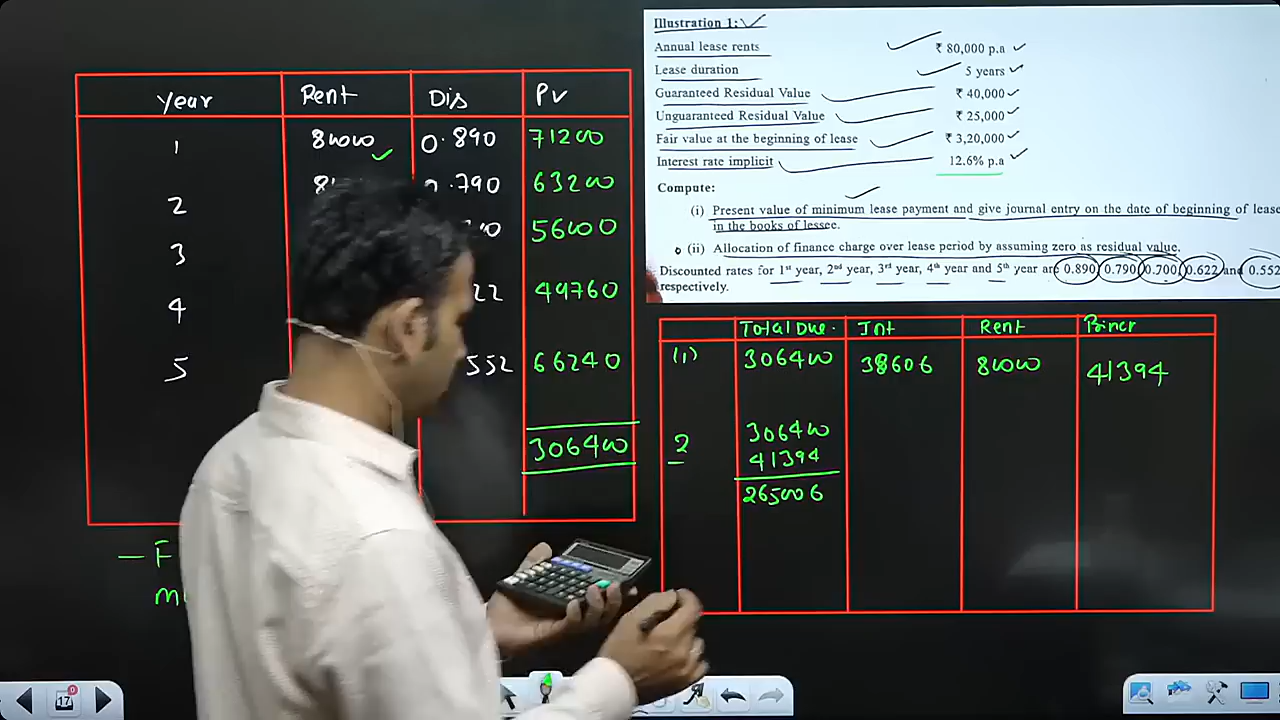 Illustration 1:
Annual lease rents ₹ 80,000 p.a
Lease duration 5 years
Guaranteed Residual Value ₹ 40,000
Unguaranteed Residual Value ₹ 25,000
Fair value at the beginning of lease ₹ 3,20,000
Interest rate implicit 12.6% p.a
Compute:
(i) Present value of minimum lease payment and give journal entry on the date of beginning of lease
in the books of lessee.
(ii) Allocation of finance charge over lease period by assuming zero as residual value.
Discounted rates for 1st year, 2nd year, 3rd year, 4th year and 5th year are 0.890, 0.790, 0.700, 0.622 and 0.552
respectively.
Year Rent Dis PV
1 80000 0.890 71200
2 .790 63200
3 56000
4 22 49760
5 552 66240
306400
Total Due. Int Rent Princr
(1) 306400 38606 80000 41394
306400
2 41394
265006
17